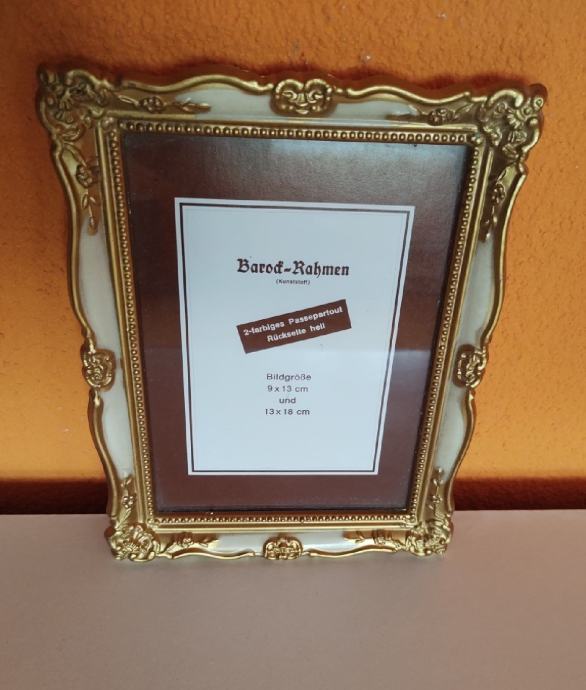 Barock-Rahmen
(Kunststoff)
2-farbiges Passepartout
Rückseite hell
Bildgröße
9 x 13 cm
und
13 x 18 cm